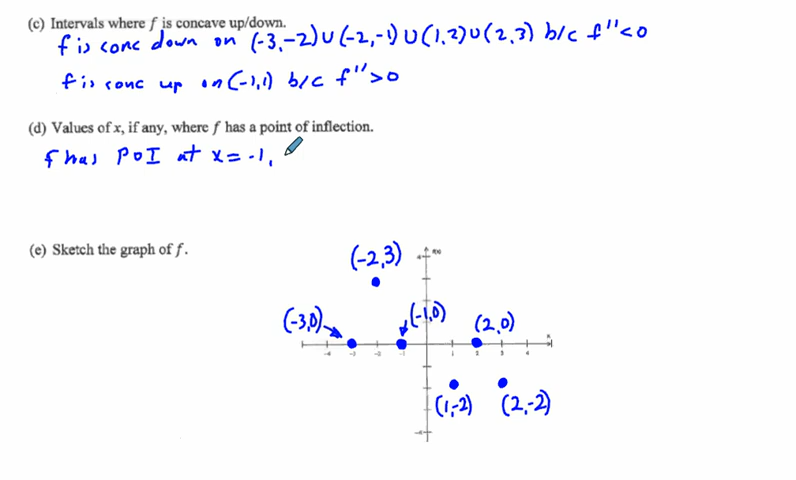 (c) Intervals where f is concave up/down.
f is conc down on (-3,-2)∪(-2,-1)∪(1,2)∪(2,3) b/c f''<0
f is conc up on (-1,1) b/c f''>0
(d) Values of x, if any, where f has a point of inflection.
f has POI at x=-1,
(e) Sketch the graph of f.
(-2,3)
(-3,0) (-1,0) (2,0)
(1,-2) (2,-2)